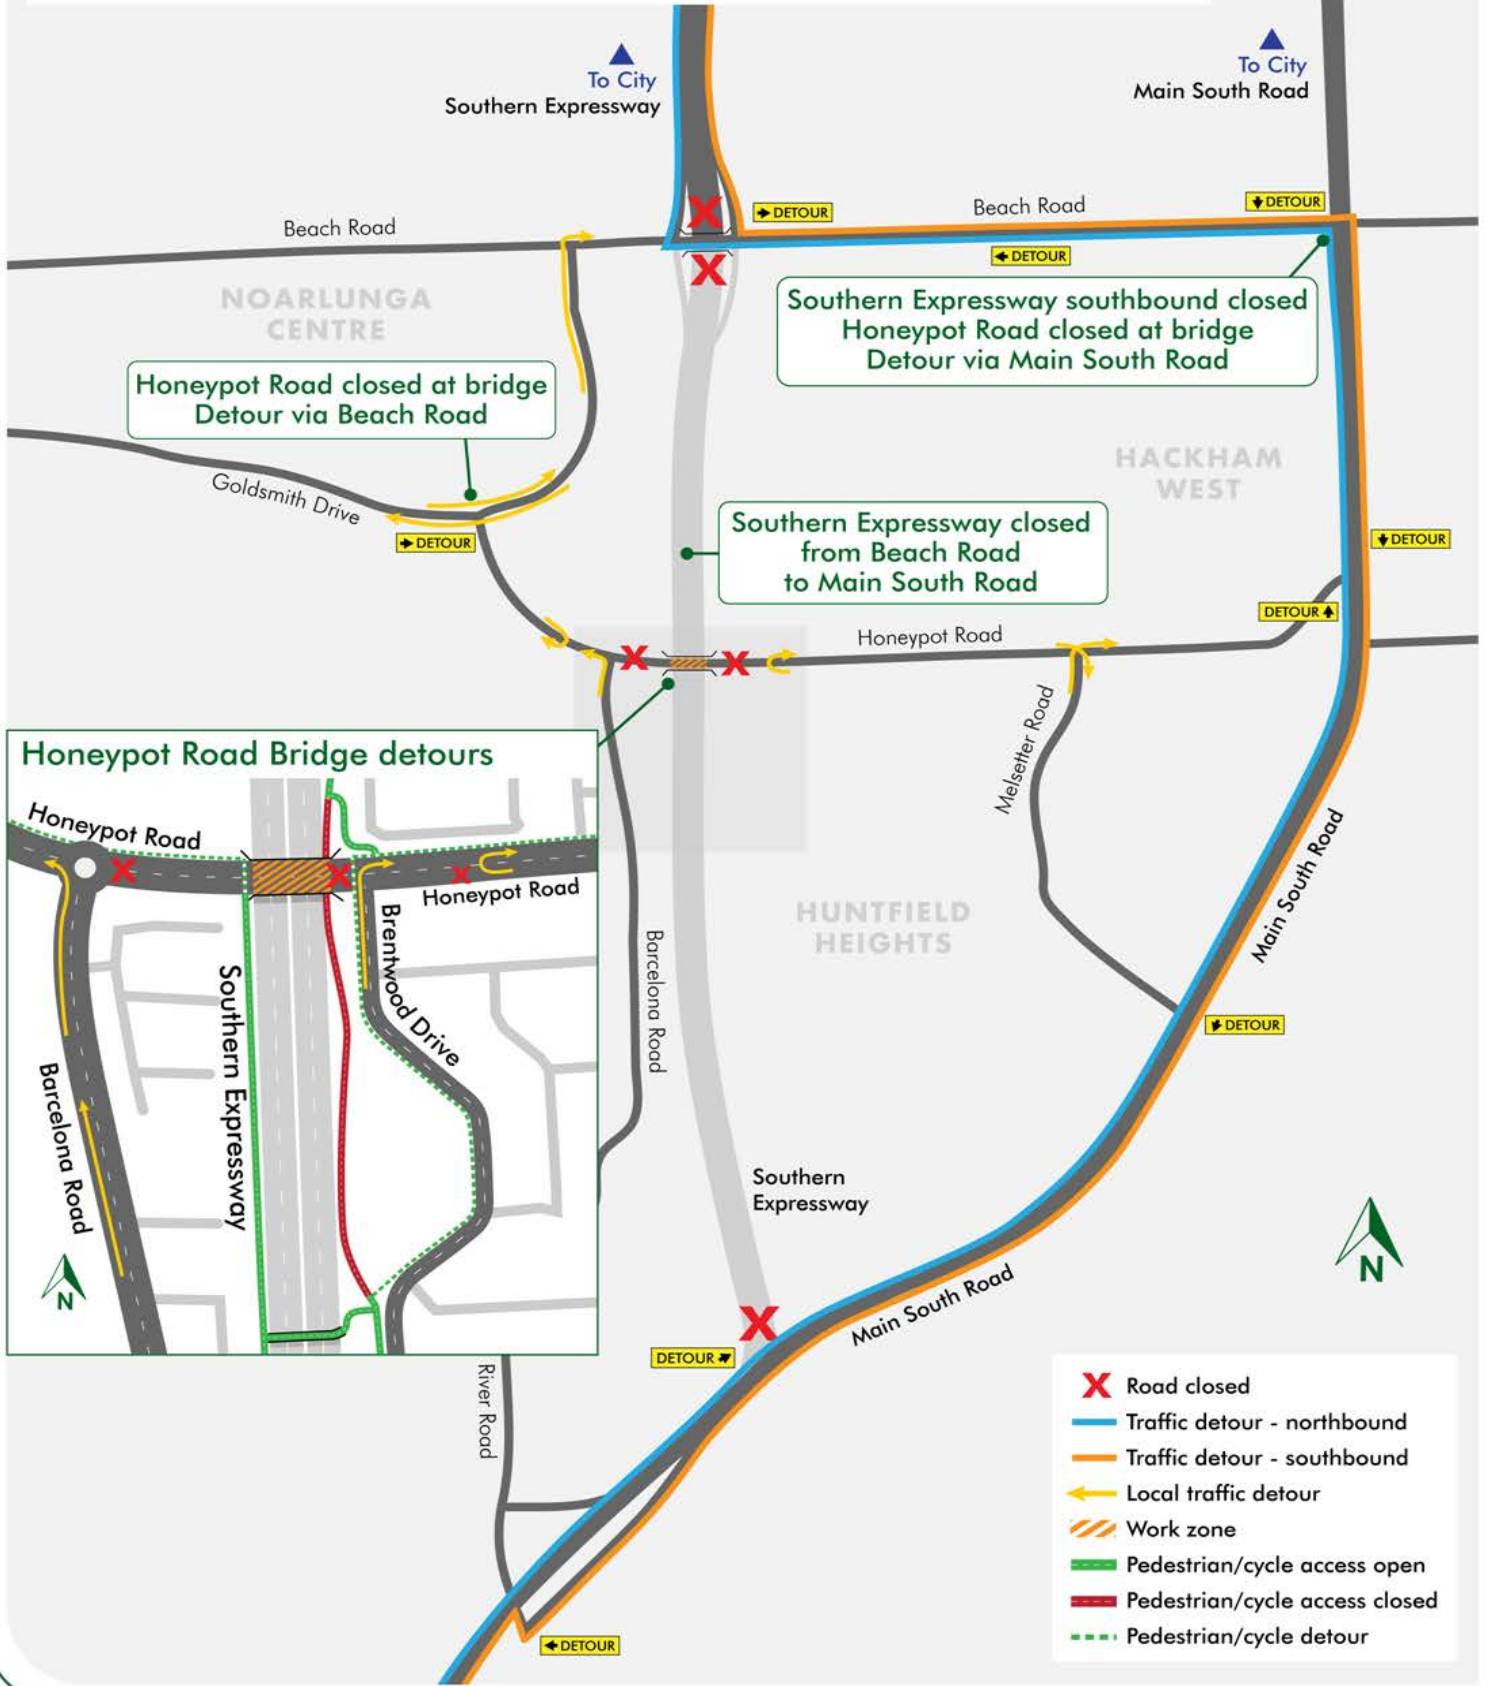 To City
Southern Expressway
To City
Main South Road
DETOUR
Beach Road
DETOUR
Beach Road
DETOUR
NOARLUNGA
CENTRE
Southern Expressway southbound closed
Honeypot Road closed at bridge
Detour via Main South Road
Honeypot Road closed at bridge
Detour via Beach Road
HACKHAM
WEST
Goldsmith Drive
DETOUR
Southern Expressway closed
from Beach Road
to Main South Road
DETOUR
DETOUR
Honeypot Road
Melsetter Road
Honeypot Road Bridge detours
Honeypot Road
Honeypot Road
Brentwood Drive
Southern Expressway
Barcelona Road
N
Barcelona Road
HUNTFIELD
HEIGHTS
Main South Road
DETOUR
Southern
Expressway
N
Main South Road
DETOUR
River Road
DETOUR
X Road closed
Traffic detour - northbound
Traffic detour - southbound
Local traffic detour
Work zone
Pedestrian/cycle access open
Pedestrian/cycle access closed
Pedestrian/cycle detour